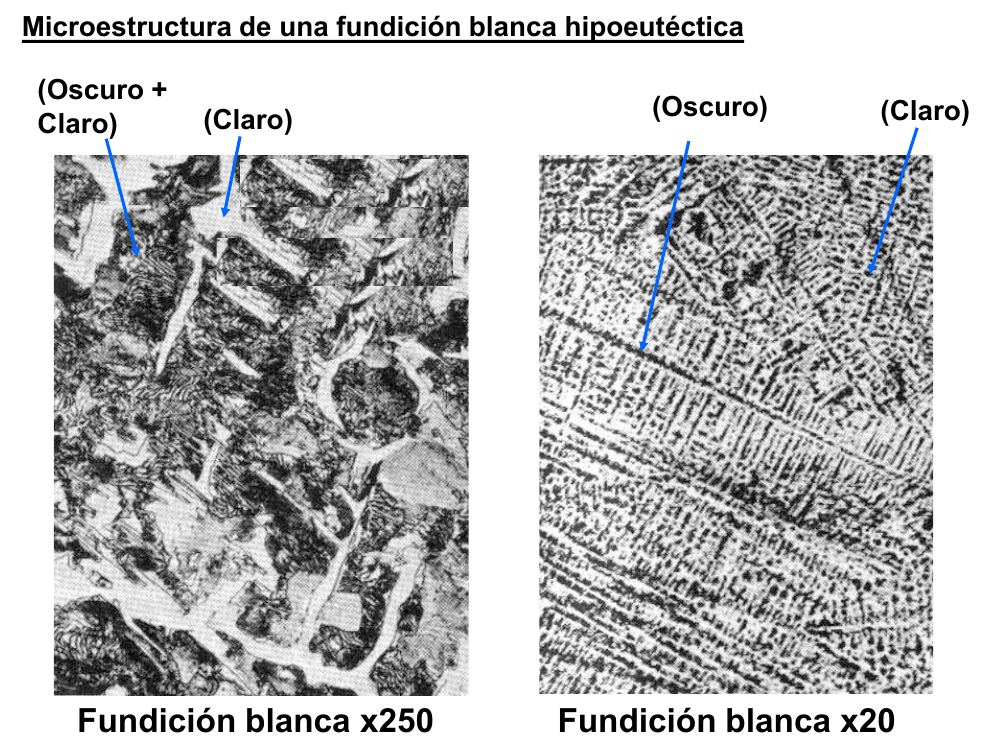 Microestructura de una fundición blanca hipoeutéctica
(Oscuro +
Claro)
(Claro)
(Oscuro)
(Claro)
Fundición blanca x250
Fundición blanca x20